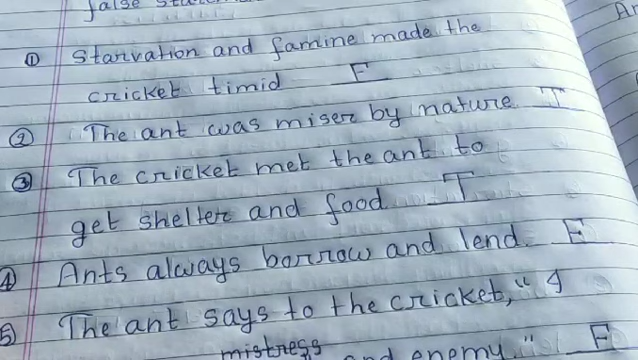 false
① Starvation and famine made the
cricket timid F
② The ant was miser by nature T
③ The cricket met the ant to
get shelter and food T
④ Ants always borrow and lend. F
⑤ The ant says to the cricket, "I
mistress and enemy" F